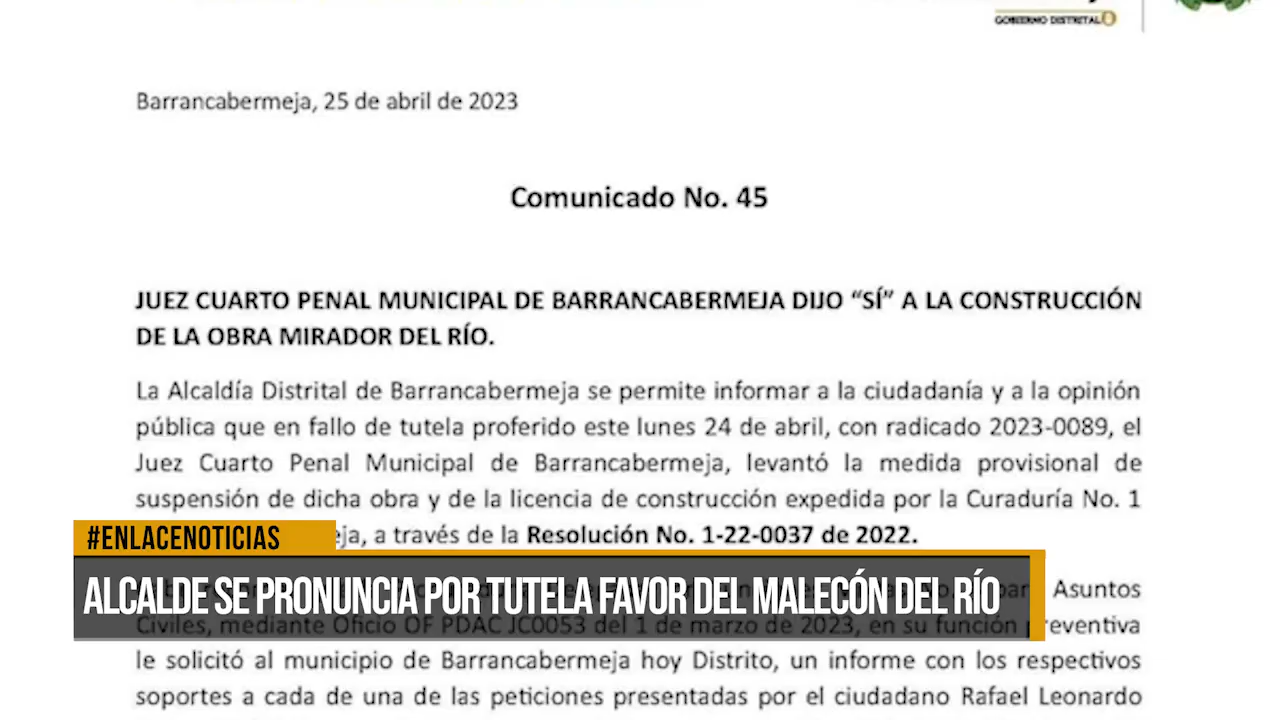 GOBIERNO DISTRITAL
Barrancabermeja, 25 de abril de 2023
Comunicado No. 45
JUEZ CUARTO PENAL MUNICIPAL DE BARRANCABERMEJA DIJO “SÍ” A LA CONSTRUCCIÓN
DE LA OBRA MIRADOR DEL RÍO.
La Alcaldía Distrital de Barrancabermeja se permite informar a la ciudadanía y a la opinión
pública que en fallo de tutela proferido este lunes 24 de abril, con radicado 2023-0089, el
Juez Cuarto Penal Municipal de Barrancabermeja, levantó la medida provisional de
suspensión de dicha obra y de la licencia de construcción expedida por la Curaduría No. 1
#ENLACENOTICIAS
eja, a través de la Resolución No. 1-22-0037 de 2022.
ALCALDE SE PRONUNCIA POR TUTELA FAVOR DEL MALECÓN DEL RÍO
Asuntos
Civiles, mediante Oficio OF PDAC JC0053 del 1 de marzo de 2023, en su función preventiva
le solicitó al municipio de Barrancabermeja hoy Distrito, un informe con los respectivos
soportes a cada de una de las peticiones presentadas por el ciudadano Rafael Leonardo